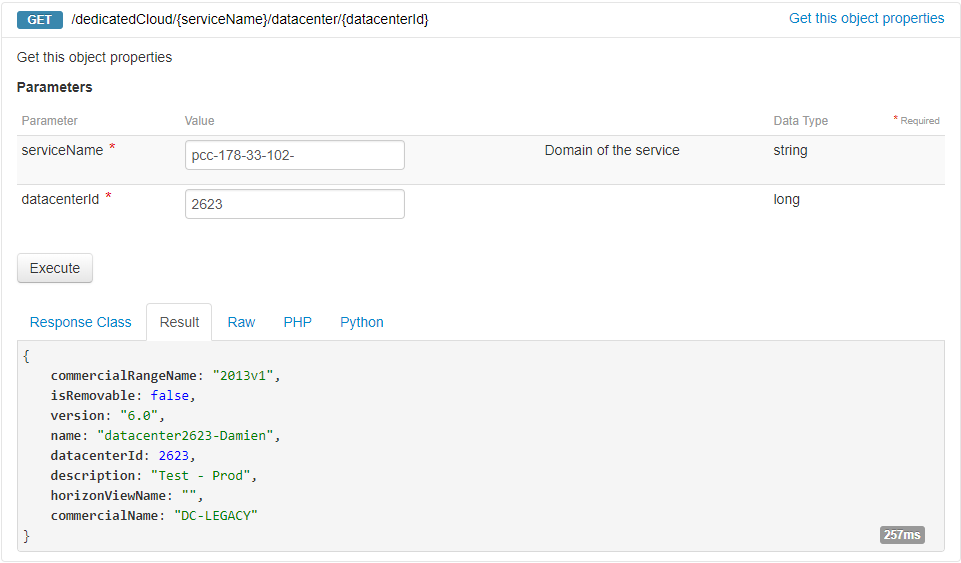 GET /dedicatedCloud/{serviceName}/datacenter/{datacenterId} Get this object properties
Get this object properties
Parameters
Parameter Value Data Type * Required
serviceName * pcc-178-33-102- Domain of the service string
datacenterId * 2623 long
Execute
Response Class Result Raw PHP Python
{
commercialRangeName: "2013v1",
isRemovable: false,
version: "6.0",
name: "datacenter2623-Damien",
datacenterId: 2623,
description: "Test - Prod",
horizonViewName: "",
commercialName: "DC-LEGACY"
}
257ms